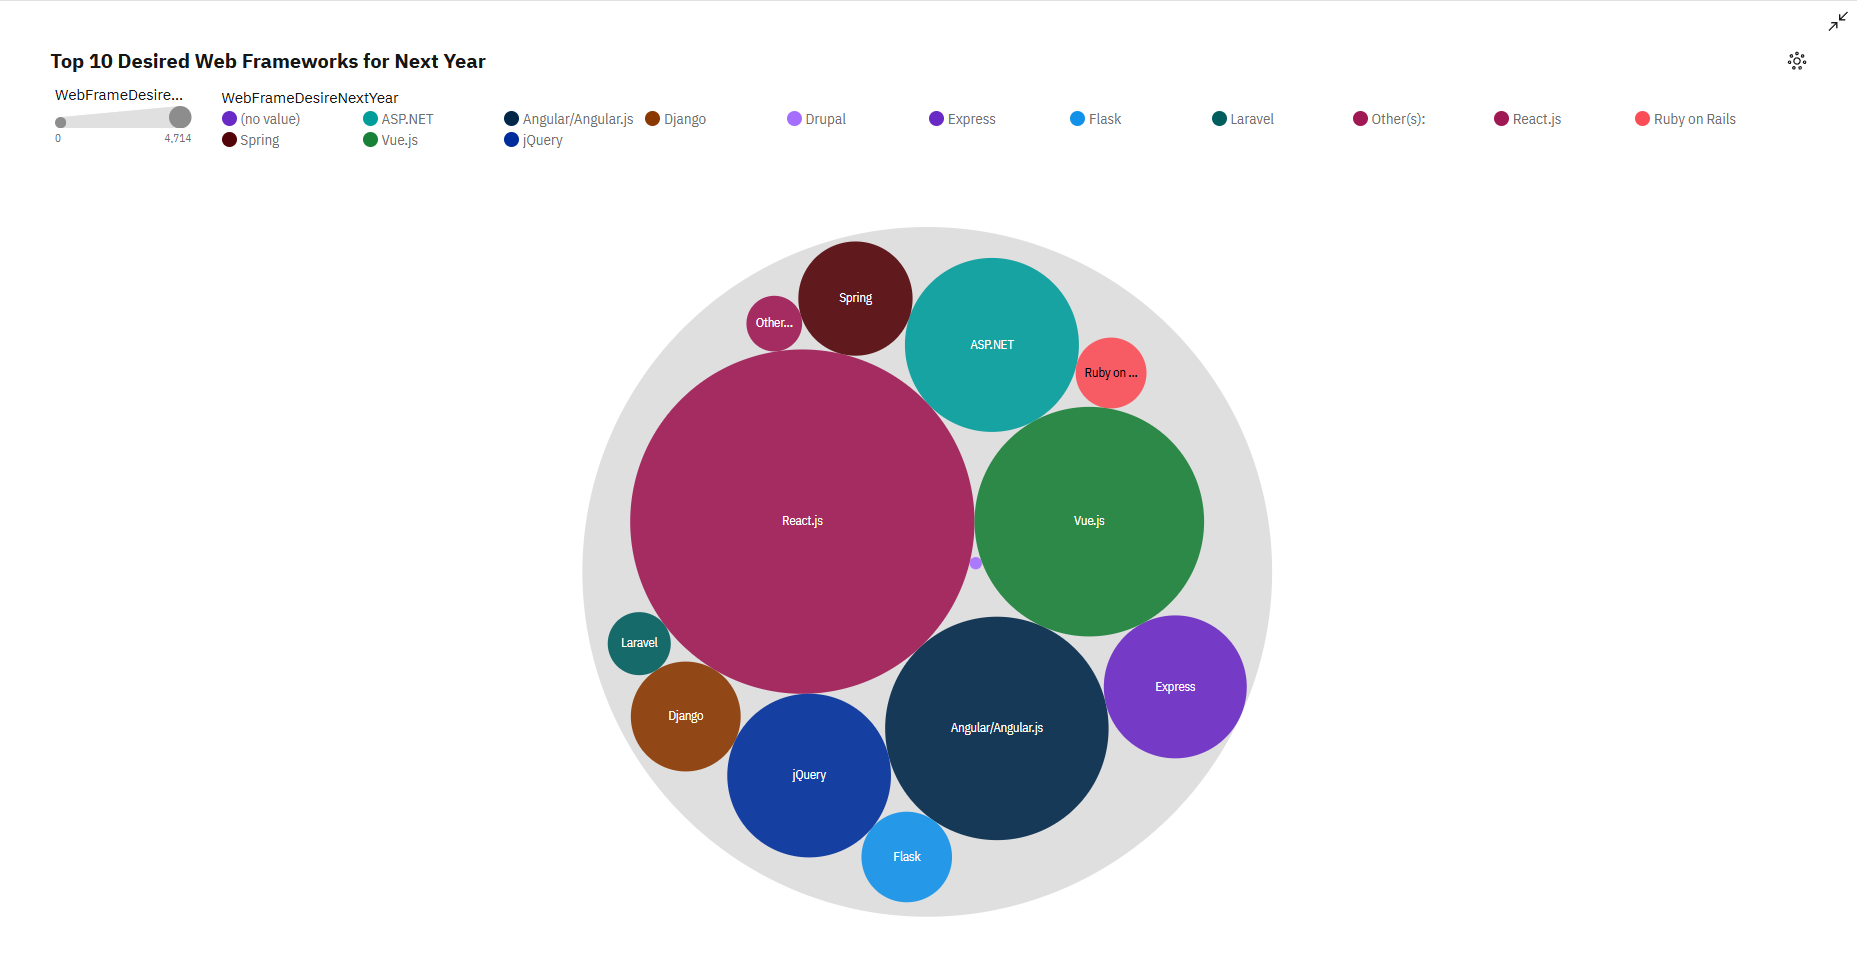 Top 10 Desired Web Frameworks for Next Year
WebFrameDesire...
0 4,714
WebFrameDesireNextYear
(no value) ASP.NET Angular/Angular.js Django Drupal Express Flask Laravel Other(s): React.js Ruby on Rails
Spring Vue.js jQuery
Spring
Other...
ASP.NET
Ruby on ...
React.js
Vue.js
Laravel
Express
Django
Angular/Angular.js
jQuery
Flask